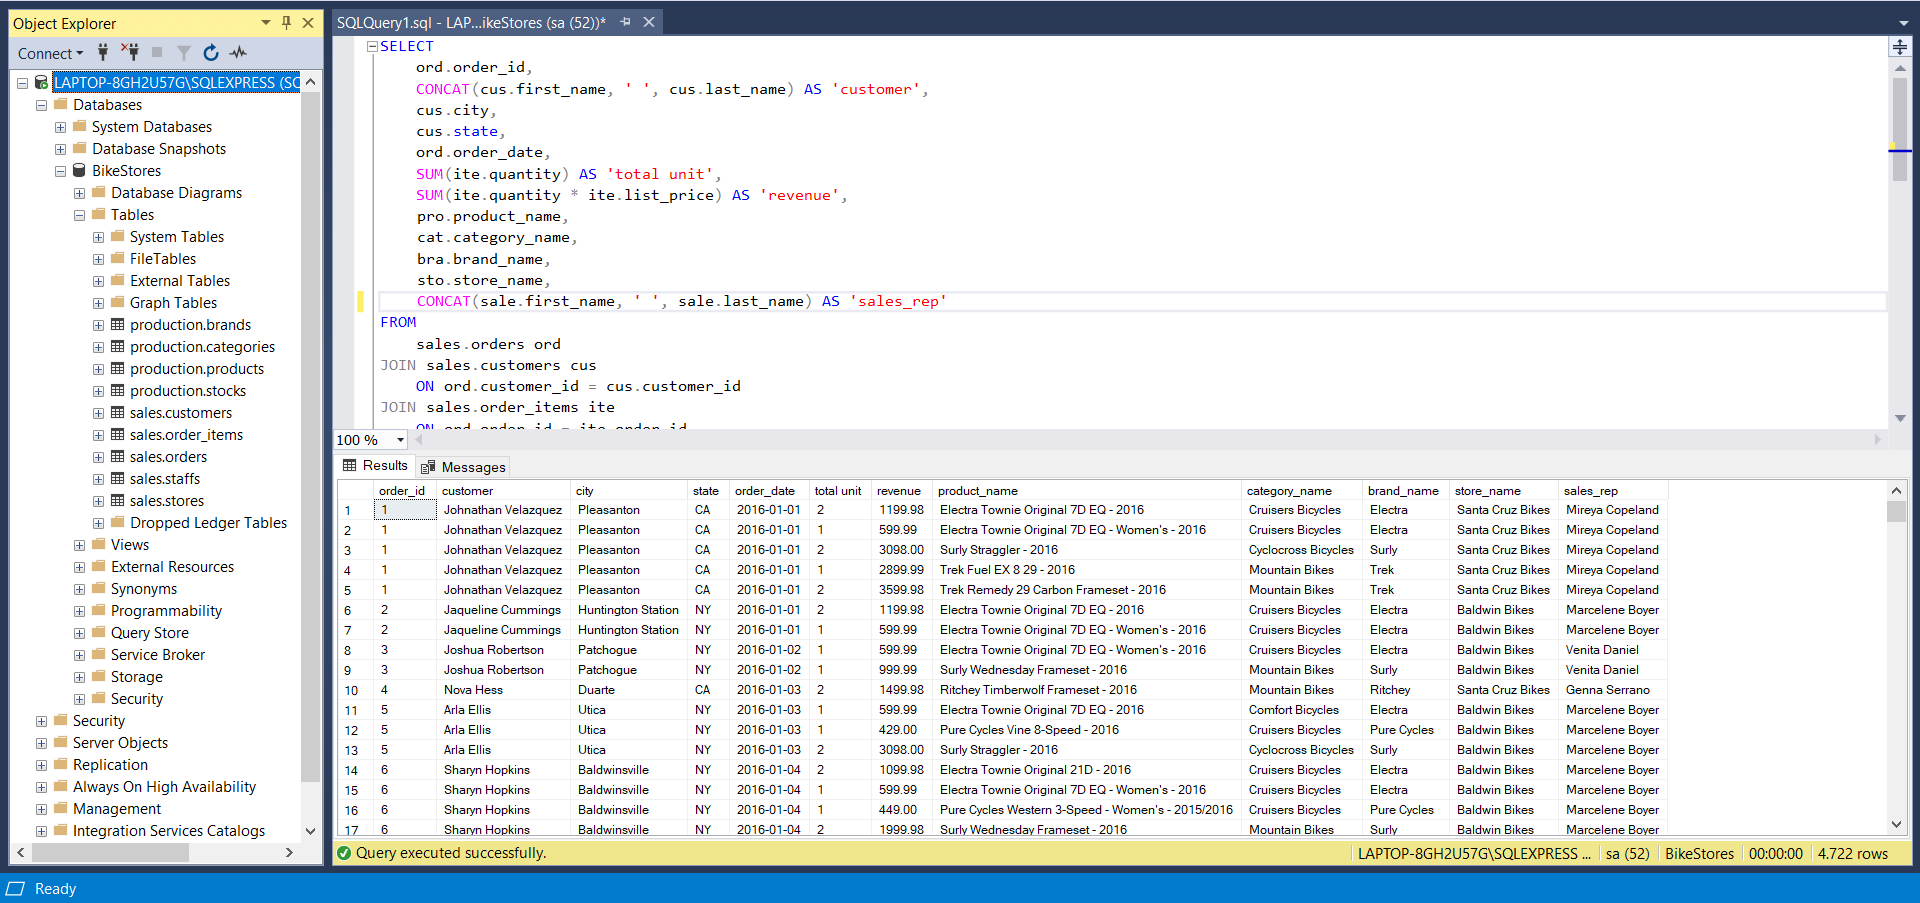 Object Explorer
Connect
LAPTOP-8GH2U57G\SQLEXPRESS (SC
Databases
System Databases
Database Snapshots
BikeStores
Database Diagrams
Tables
System Tables
FileTables
External Tables
Graph Tables
production.brands
production.categories
production.products
production.stocks
sales.customers
sales.order_items
sales.orders
sales.staffs
sales.stores
Dropped Ledger Tables
Views
External Resources
Synonyms
Programmability
Query Store
Service Broker
Storage
Security
Security
Server Objects
Replication
Always On High Availability
Management
Integration Services Catalogs
SQLQuery1.sql - LAP...ikeStores (sa (52))*
SELECT
ord.order_id,
CONCAT(cus.first_name, ' ', cus.last_name) AS 'customer',
cus.city,
cus.state,
ord.order_date,
SUM(ite.quantity) AS 'total unit',
SUM(ite.quantity * ite.list_price) AS 'revenue',
pro.product_name,
cat.category_name,
bra.brand_name,
sto.store_name,
CONCAT(sale.first_name, ' ', sale.last_name) AS 'sales_rep'
FROM
sales.orders ord
JOIN sales.customers cus
ON ord.customer_id = cus.customer_id
JOIN sales.order_items ite
ON ord.order_id = ite.order_id
100 %
Results Messages
order_id customer city state order_date total unit revenue product_name category_name brand_name store_name sales_rep
1 1 Johnathan Velazquez Pleasanton CA 2016-01-01 2 1199.98 Electra Townie Original 7D EQ - 2016 Cruisers Bicycles Electra Santa Cruz Bikes Mireya Copeland
2 1 Johnathan Velazquez Pleasanton CA 2016-01-01 1 599.99 Electra Townie Original 7D EQ - Women's - 2016 Cruisers Bicycles Electra Santa Cruz Bikes Mireya Copeland
3 1 Johnathan Velazquez Pleasanton CA 2016-01-01 2 3098.00 Surly Straggler - 2016 Cyclocross Bicycles Surly Santa Cruz Bikes Mireya Copeland
4 1 Johnathan Velazquez Pleasanton CA 2016-01-01 1 2899.99 Trek Fuel EX 8 29 - 2016 Mountain Bikes Trek Santa Cruz Bikes Mireya Copeland
5 1 Johnathan Velazquez Pleasanton CA 2016-01-01 2 3599.98 Trek Remedy 29 Carbon Frameset - 2016 Mountain Bikes Trek Santa Cruz Bikes Mireya Copeland
6 2 Jaqueline Cummings Huntington Station NY 2016-01-01 2 1199.98 Electra Townie Original 7D EQ - 2016 Cruisers Bicycles Electra Baldwin Bikes Marcelene Boyer
7 2 Jaqueline Cummings Huntington Station NY 2016-01-01 1 599.99 Electra Townie Original 7D EQ - Women's - 2016 Cruisers Bicycles Electra Baldwin Bikes Marcelene Boyer
8 3 Joshua Robertson Patchogue NY 2016-01-02 1 599.99 Electra Townie Original 7D EQ - Women's - 2016 Cruisers Bicycles Electra Baldwin Bikes Venita Daniel
9 3 Joshua Robertson Patchogue NY 2016-01-02 1 999.99 Surly Wednesday Frameset - 2016 Mountain Bikes Surly Baldwin Bikes Venita Daniel
10 4 Nova Hess Duarte CA 2016-01-03 2 1499.98 Ritchey Timberwolf Frameset - 2016 Mountain Bikes Ritchey Santa Cruz Bikes Genna Serrano
11 5 Arla Ellis Utica NY 2016-01-03 1 599.99 Electra Townie Original 7D EQ - 2016 Comfort Bicycles Electra Baldwin Bikes Marcelene Boyer
12 5 Arla Ellis Utica NY 2016-01-03 1 429.00 Pure Cycles Vine 8-Speed - 2016 Cruisers Bicycles Pure Cycles Baldwin Bikes Marcelene Boyer
13 5 Arla Ellis Utica NY 2016-01-03 2 3098.00 Surly Straggler - 2016 Cyclocross Bicycles Surly Baldwin Bikes Marcelene Boyer
14 6 Sharyn Hopkins Baldwinsville NY 2016-01-04 2 1099.98 Electra Townie Original 21D - 2016 Cruisers Bicycles Electra Baldwin Bikes Marcelene Boyer
15 6 Sharyn Hopkins Baldwinsville NY 2016-01-04 1 599.99 Electra Townie Original 7D EQ - Women's - 2016 Cruisers Bicycles Electra Baldwin Bikes Marcelene Boyer
16 6 Sharyn Hopkins Baldwinsville NY 2016-01-04 1 449.00 Pure Cycles Western 3-Speed - Women's - 2015/2016 Cruisers Bicycles Pure Cycles Baldwin Bikes Marcelene Boyer
17 6 Sharyn Hopkins Baldwinsville NY 2016-01-04 2 1999.98 Surly Wednesday Frameset - 2016 Mountain Bikes Surly Baldwin Bikes Marcelene Boyer
Query executed successfully. LAPTOP-8GH2U57G\SQLEXPRESS ... sa (52) BikeStores 00:00:00 4.722 rows
Ready